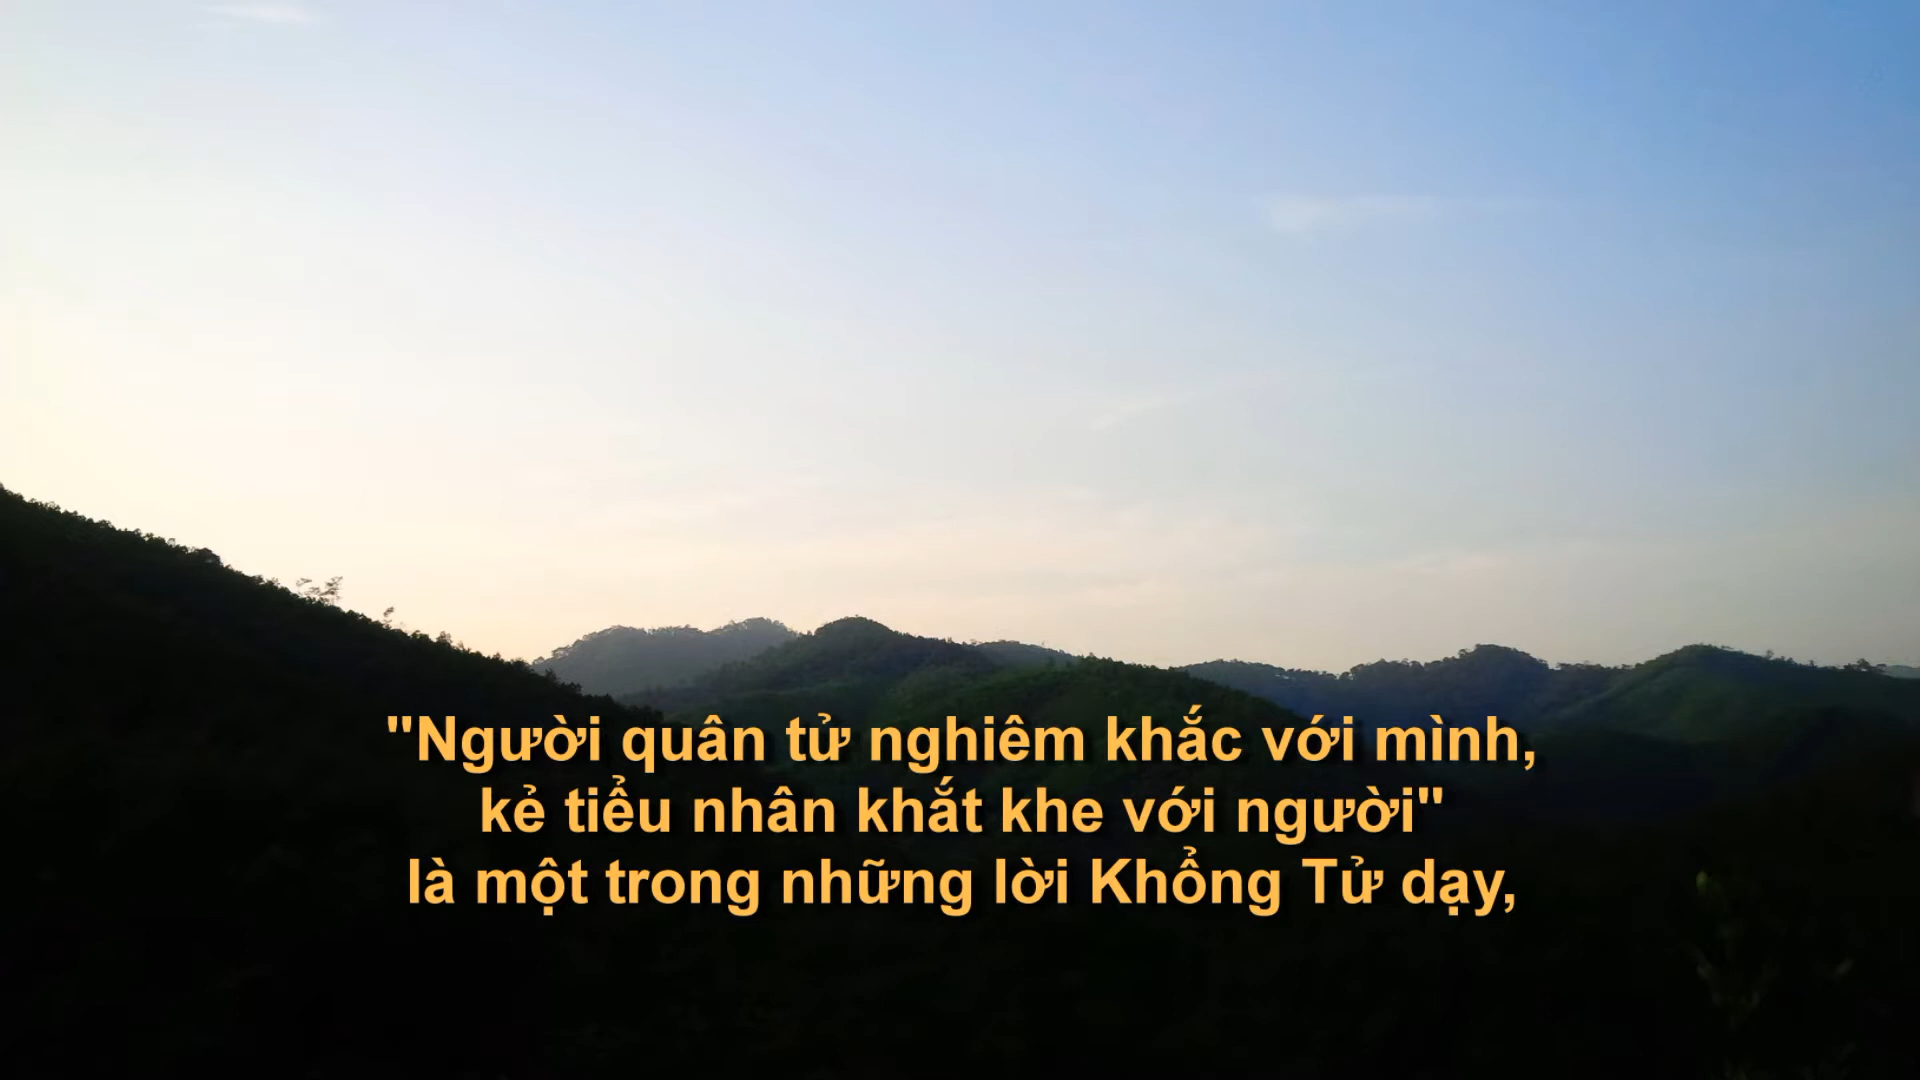 "Người quân tử nghiêm khắc với mình,
kẻ tiểu nhân khắt khe với người"
là một trong những lời Khổng Tử dạy,